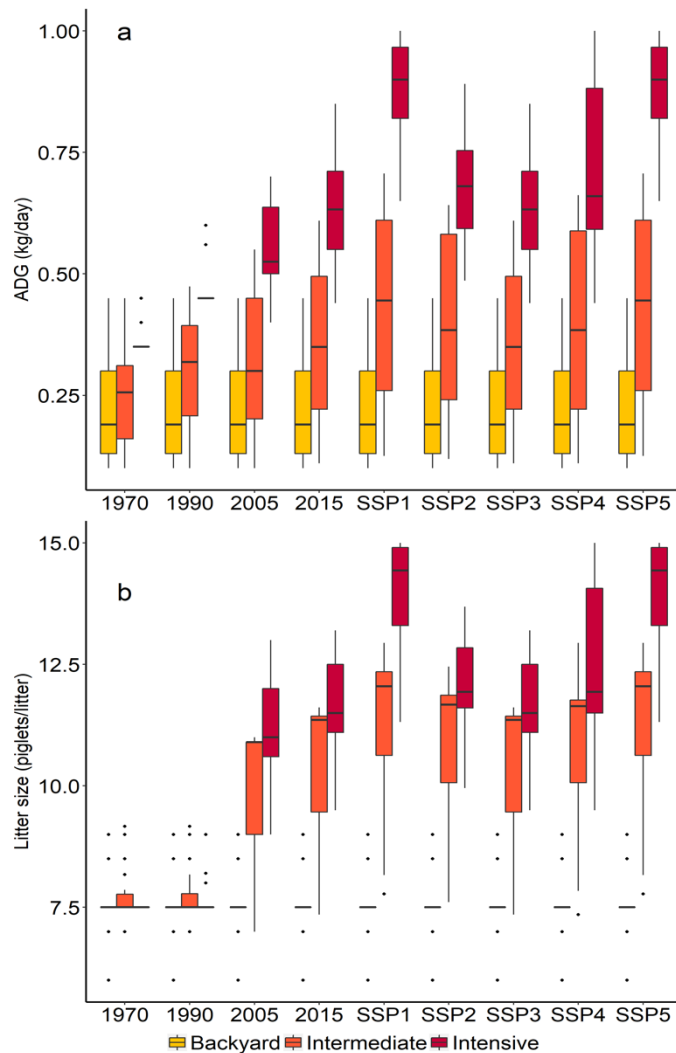 a
1.00
0.75
0.50
0.25
ADG (kg/day)
1970 1990 2005 2015 SSP1 SSP2 SSP3 SSP4 SSP5
b
15.0
12.5
10.0
7.5
Litter size (piglets/litter)
1970 1990 2005 2015 SSP1 SSP2 SSP3 SSP4 SSP5
Backyard Intermediate Intensive